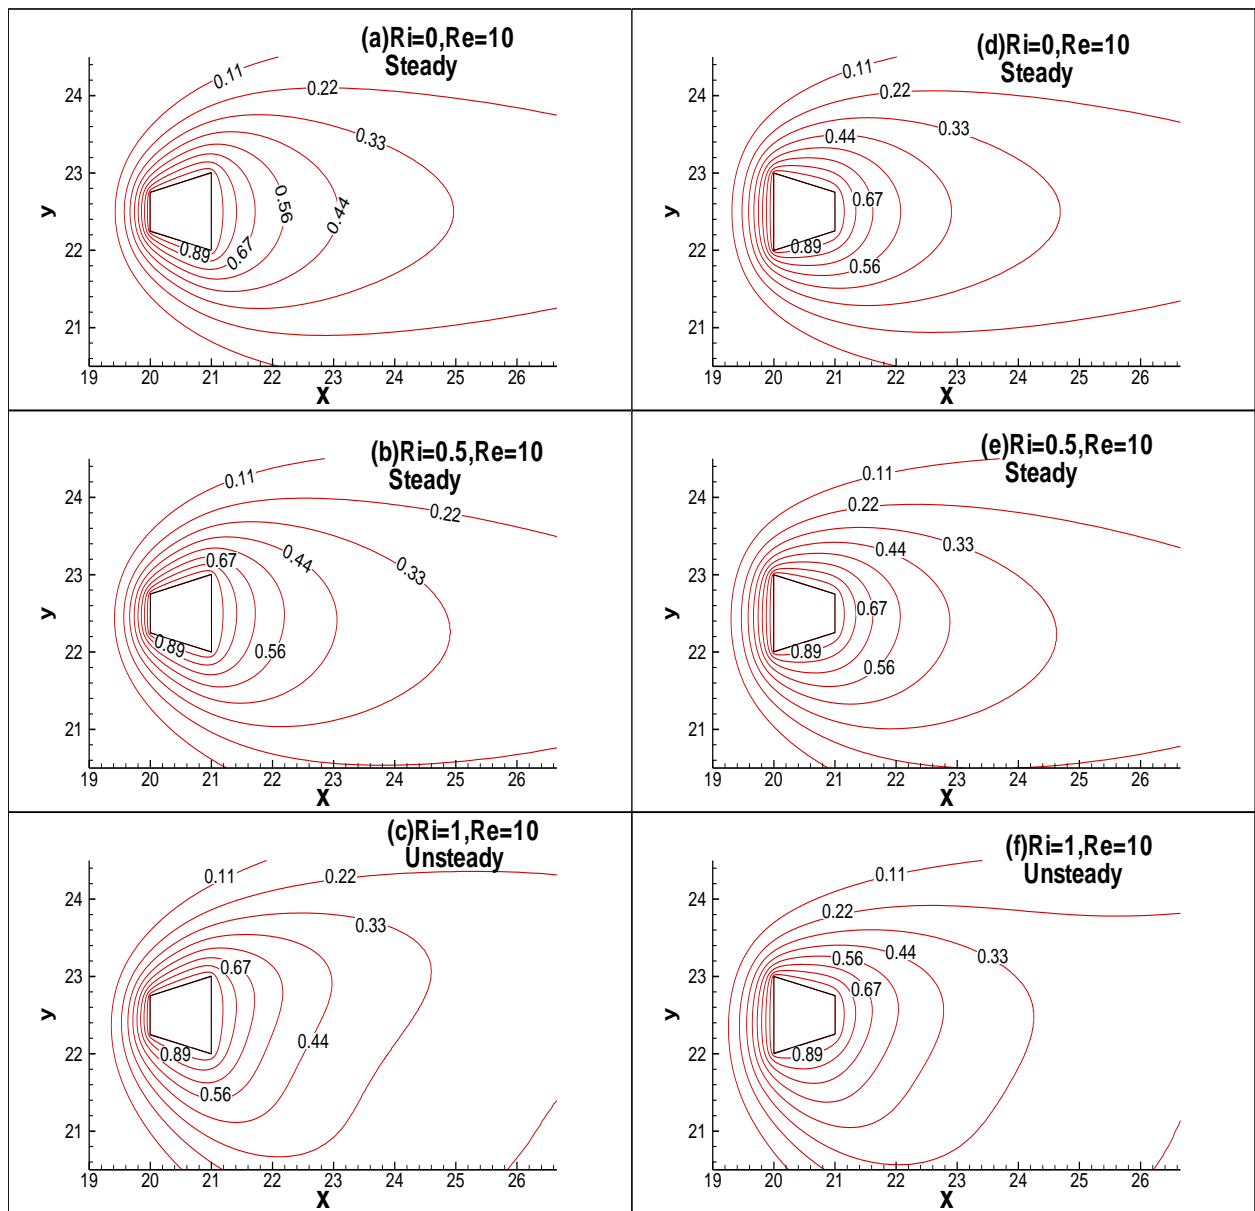 (a)Ri=0,Re=10
Steady
0.11
0.22
0.33
0.44
0.56
0.67
0.89
24
23
22
21
y
19 20 21 22 23 24 25 26
X
(d)Ri=0,Re=10
Steady
0.11
0.22
0.33
0.44
0.67
0.89
0.56
24
23
22
21
y
19 20 21 22 23 24 25 26
X
(b)Ri=0.5,Re=10
Steady
0.11
0.22
0.67
0.44
0.33
0.89
0.56
24
23
22
21
y
19 20 21 22 23 24 25 26
X
(e)Ri=0.5,Re=10
Steady
0.11
0.22
0.33
0.44
0.67
0.89
0.56
24
23
22
21
y
19 20 21 22 23 24 25 26
X
(c)Ri=1,Re=10
Unsteady
0.11
0.22
0.33
0.67
0.44
0.89
0.56
24
23
22
21
y
19 20 21 22 23 24 25 26
X
(f)Ri=1,Re=10
Unsteady
0.11
0.22
0.56
0.44
0.33
0.67
0.89
24
23
22
21
y
19 20 21 22 23 24 25 26
X